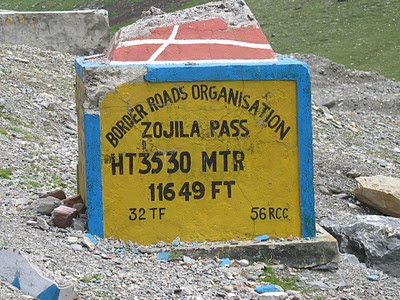 BORDER ROADS ORGANISATION
ZOJILA PASS
HT3530 MTR
11649 FT
32 TF 56 RCC